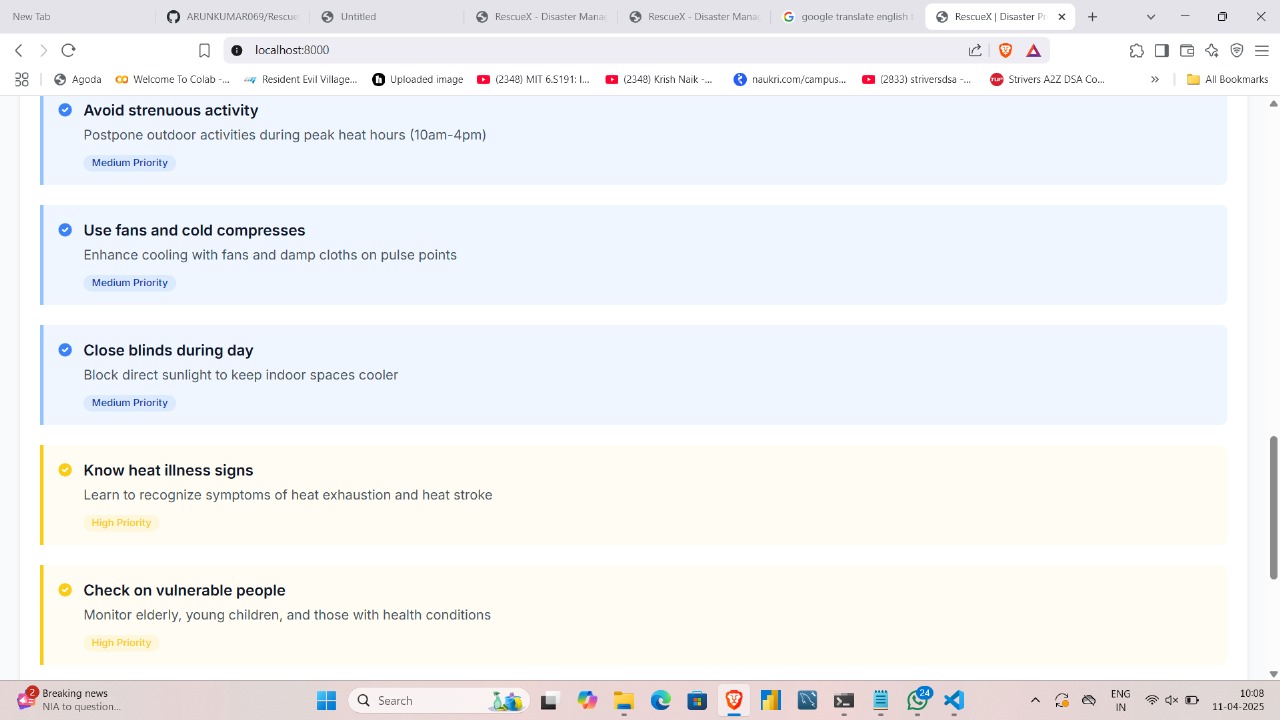 New Tab
ARUNKUMAR069/Rescue
Untitled
RescueX - Disaster Manag
RescueX - Disaster Manag
google translate english t
RescueX | Disaster Pr
localhost:8000
Agoda
Welcome To Colab -...
Resident Evil Village...
Uploaded image
(2348) MIT 6.S191: I...
(2348) Krish Naik -...
naukri.com/campus...
(2833) striversdsa -...
Strivers A2Z DSA Co...
»
All Bookmarks
Avoid strenuous activity
Postpone outdoor activities during peak heat hours (10am-4pm)
Medium Priority
Use fans and cold compresses
Enhance cooling with fans and damp cloths on pulse points
Medium Priority
Close blinds during day
Block direct sunlight to keep indoor spaces cooler
Medium Priority
Know heat illness signs
Learn to recognize symptoms of heat exhaustion and heat stroke
High Priority
Check on vulnerable people
Monitor elderly, young children, and those with health conditions
High Priority
2
Breaking news
NIA to question...
Search
24
ENG
IN
10:08
11-04-2025